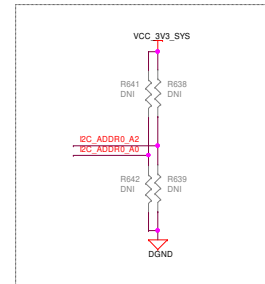 VCC_3V3_SYS
R641 R638
DNI DNI
I2C_ADDR0_A2
I2C_ADDR0_A0
R642 R639
DNI DNI
DGND